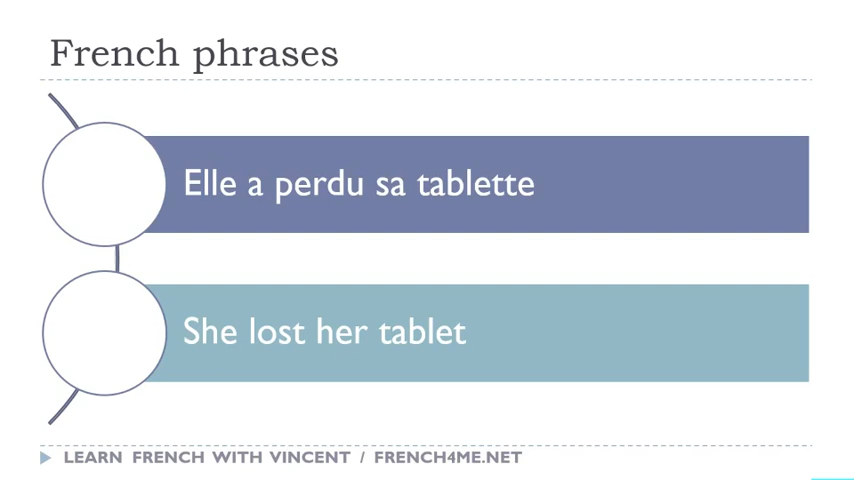 French phrases
Elle a perdu sa tablette
She lost her tablet
LEARN FRENCH WITH VINCENT / FRENCH4ME.NET